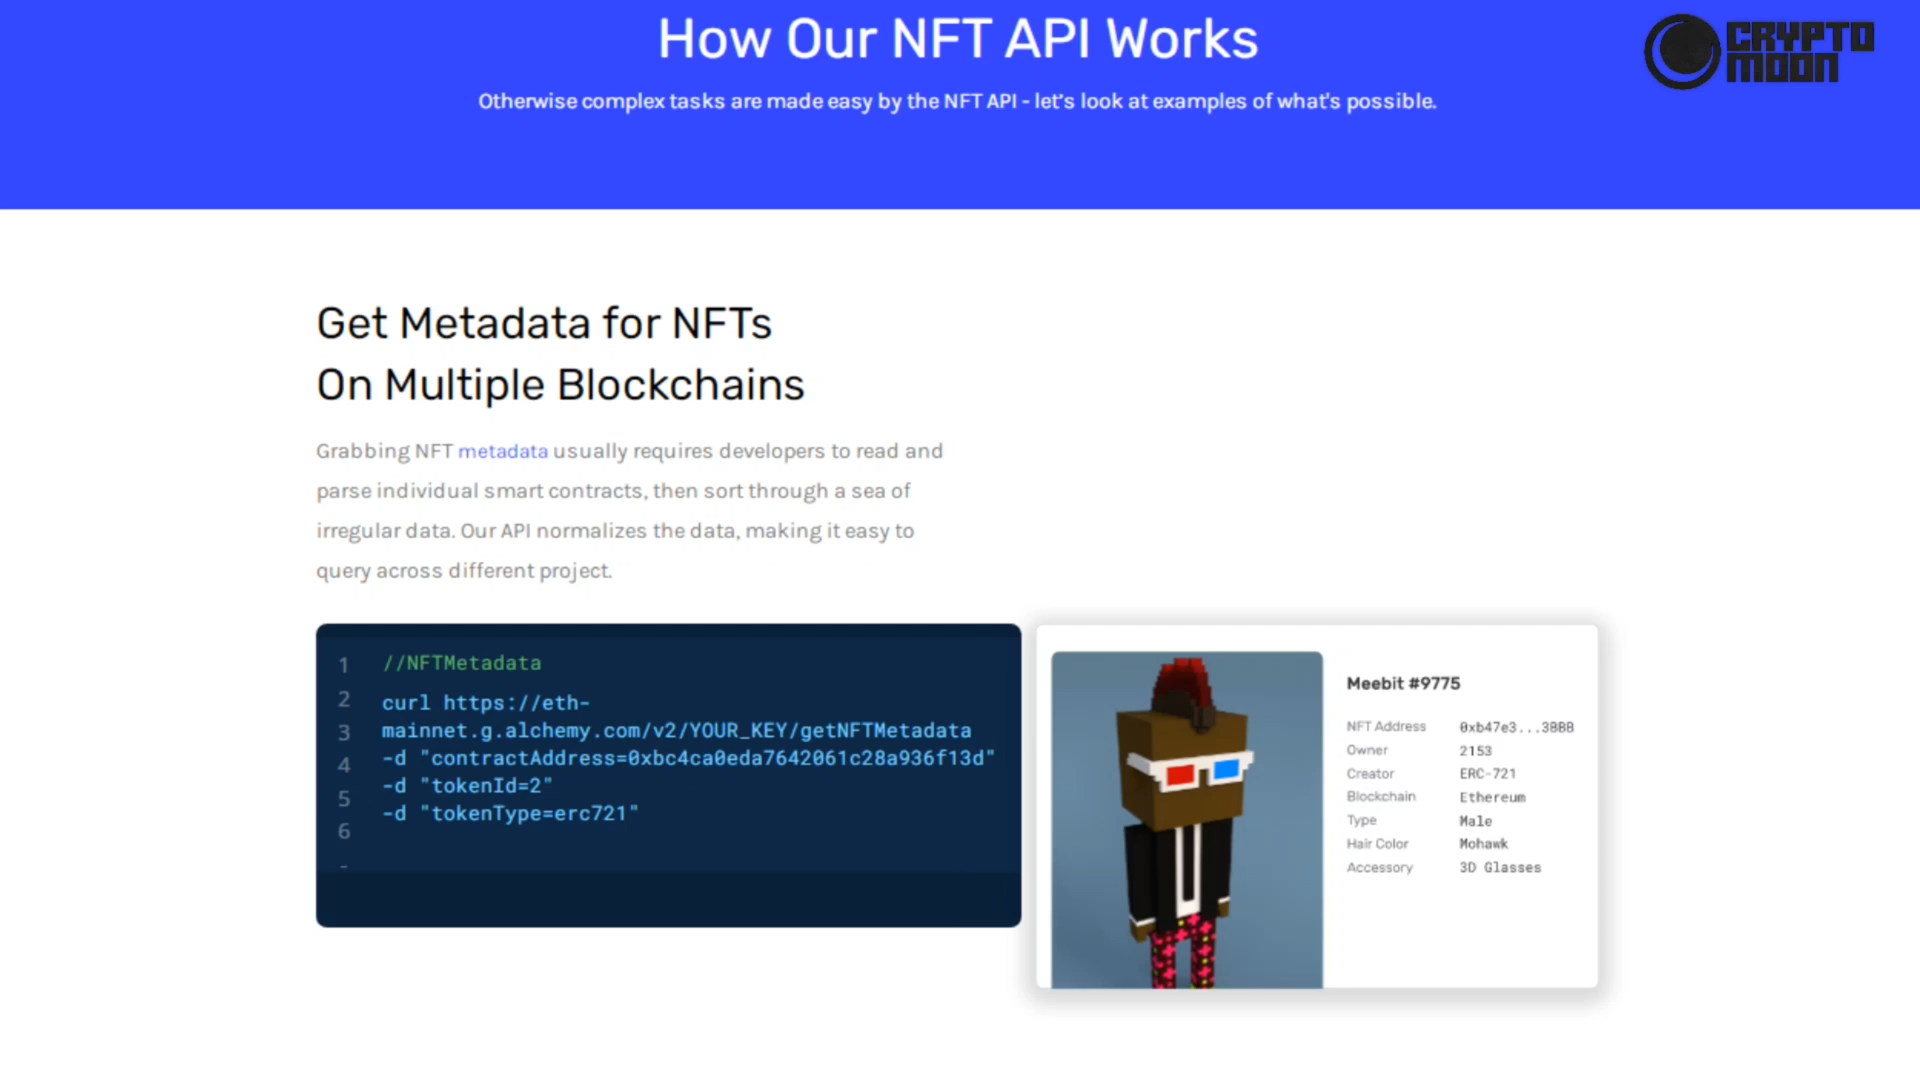 How Our NFT API Works
CRYPTO
MOON
Otherwise complex tasks are made easy by the NFT API - let's look at examples of what's possible.
Get Metadata for NFTs
On Multiple Blockchains
Grabbing NFT metadata usually requires developers to read and
parse individual smart contracts, then sort through a sea of
irregular data. Our API normalizes the data, making it easy to
query across different project.
1 //NFTMetadata
2 curl https://eth-
3 mainnet.g.alchemy.com/v2/YOUR_KEY/getNFTMetadata
4 -d "contractAddress=0xbc4ca0eda7642061c28a936f13d"
5 -d "tokenId=2"
6 -d "tokenType=erc721"
Meebit #9775
NFT Address 0xb47e3...3BBB
Owner 2153
Creator ERC-721
Blockchain Ethereum
Type Male
Hair Color Mohawk
Accessory 3D Glasses